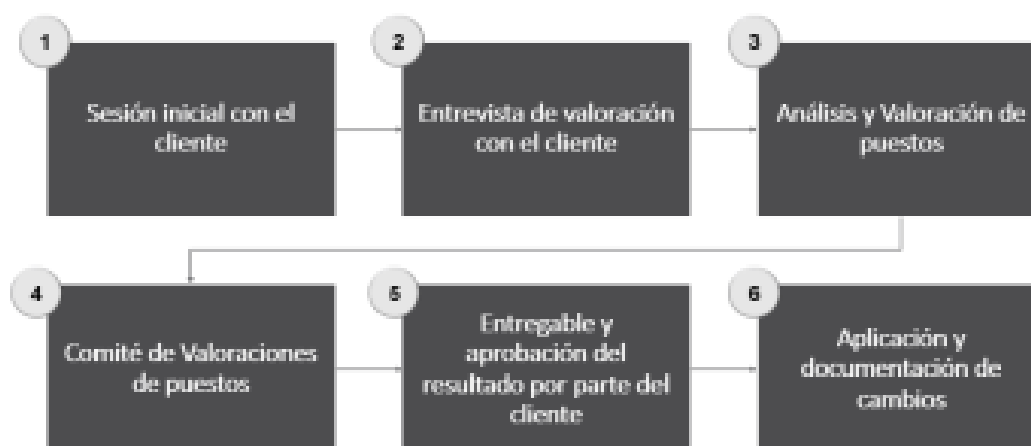 1
Sesión inicial con el
cliente
2
Entrevista de valoración
con el cliente
3
Análisis y Valoración de
puestos
4
Comité de Valoraciones
de puestos
5
Entregable y
aprobación del
resultado por parte del
cliente
6
Aplicación y
documentación de
cambios